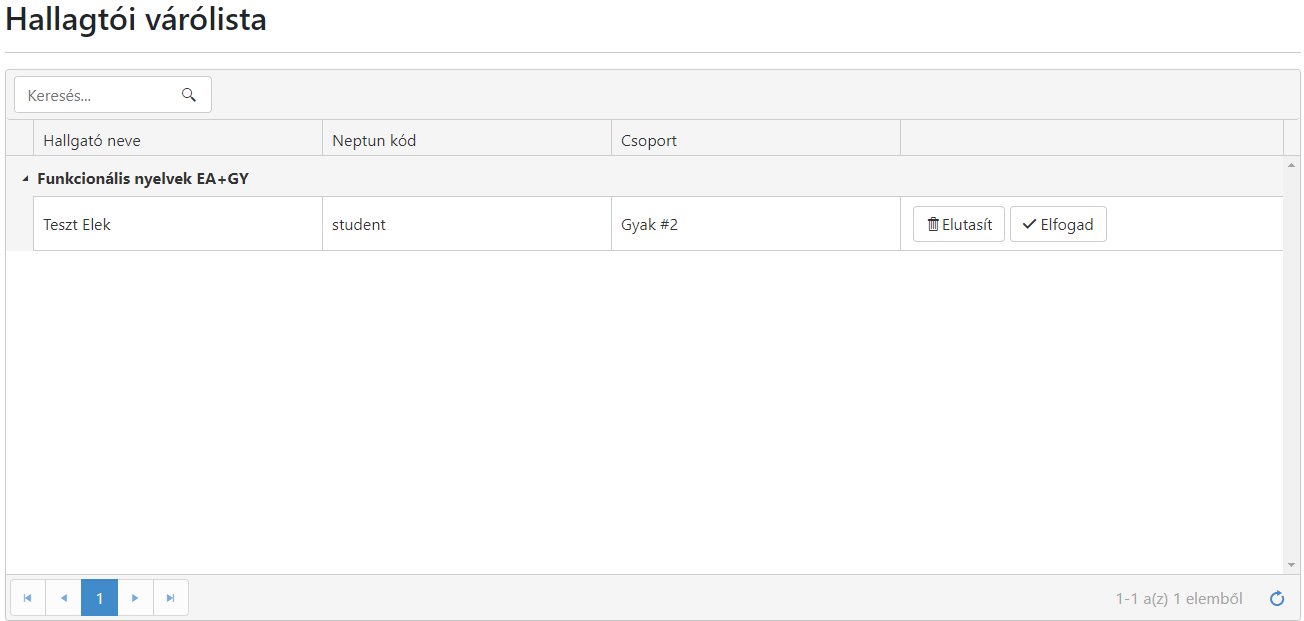 Hallagtói várólista
Keresés...
Hallgató neve Neptun kód Csoport
Funkcionális nyelvek EA+GY
Teszt Elek student Gyak #2 Elutasít Elfogad
1 1-1 a(z) 1 elemből